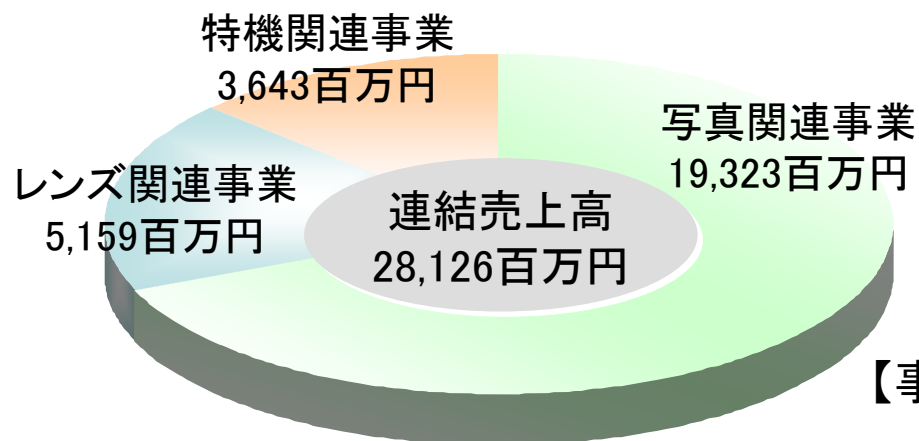 特機関連事業
3,643百万円
写真関連事業
19,323百万円
レンズ関連事業
5,159百万円
連結売上高
28,126百万円
【事